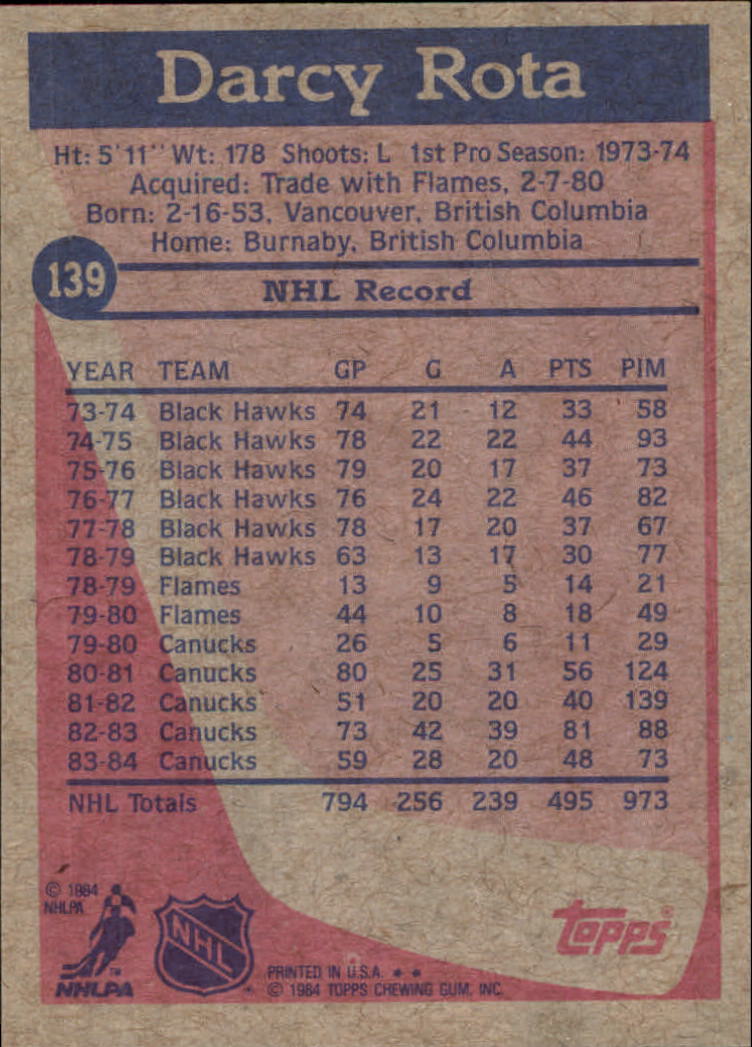 Darcy Rota
Ht: 5'11" Wt: 178 Shoots: L 1st Pro Season: 1973-74
Acquired: Trade with Flames, 2-7-80
Born: 2-16-53, Vancouver, British Columbia
Home: Burnaby, British Columbia
139
NHL Record
YEAR TEAM GP G A PTS PIM
73-74 Black Hawks 74 21 12 33 58
74-75 Black Hawks 78 22 22 44 93
75-76 Black Hawks 79 20 17 37 73
76-77 Black Hawks 76 24 22 46 82
77-78 Black Hawks 78 17 20 37 67
78-79 Black Hawks 63 13 17 30 77
78-79 Flames 13 9 5 14 21
79-80 Flames 44 10 8 18 49
79-80 Canucks 26 5 6 11 29
80-81 Canucks 80 25 31 56 124
81-82 Canucks 51 20 20 40 139
82-83 Canucks 73 42 39 81 88
83-84 Canucks 59 28 20 48 73
NHL Totals 794 256 239 495 973
© 1984
NHLPA
NHL
topps®
NHLPA™
PRINTED IN U.S.A. * *
© 1984 TOPPS CHEWING GUM, INC.